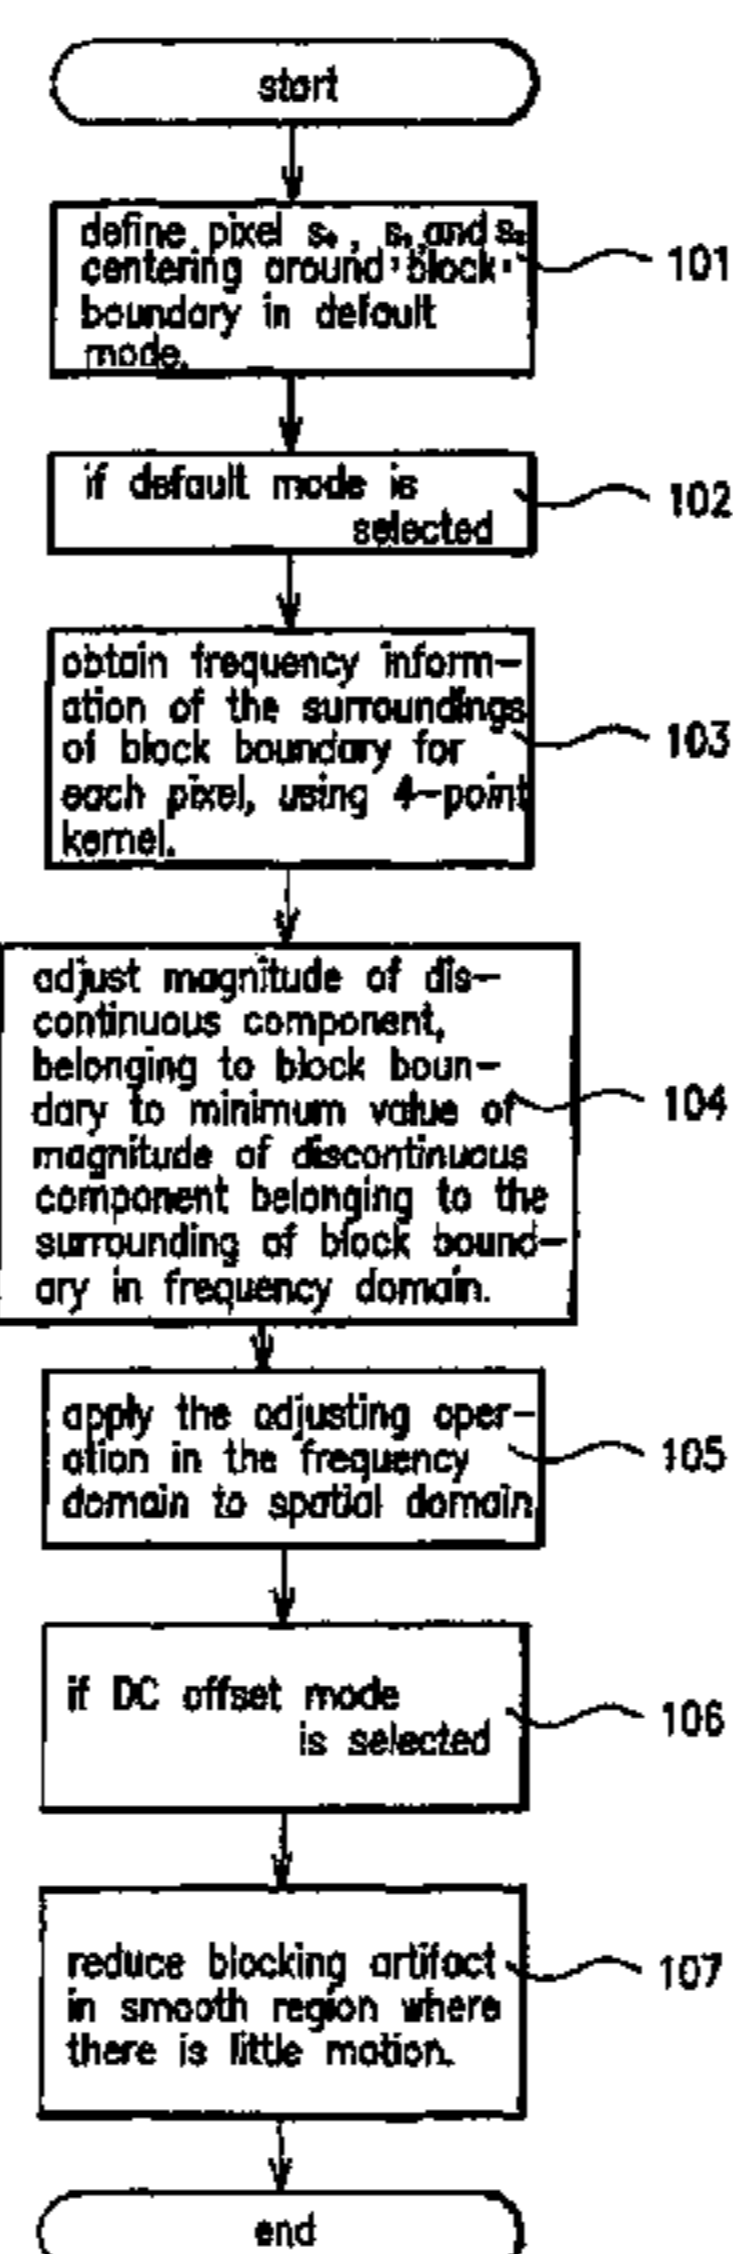 start
define pixel s₀, s₁, and s₂
centering around block
boundary in default
mode.
101
if default mode is
selected
102
obtain frequency inform-
ation of the surroundings
of block boundary for
each pixel, using 4-point
kernel.
103
adjust magnitude of dis-
continuous component,
belonging to block boun-
dary to minimum value of
magnitude of discontinuous
component belonging to the
surrounding of block bound-
ary in frequency domain.
104
apply the adjusting oper-
ation in the frequency
domain to spatial domain
105
if DC offset mode
is selected
106
reduce blocking artifact
in smooth region where
there is little motion.
107
end